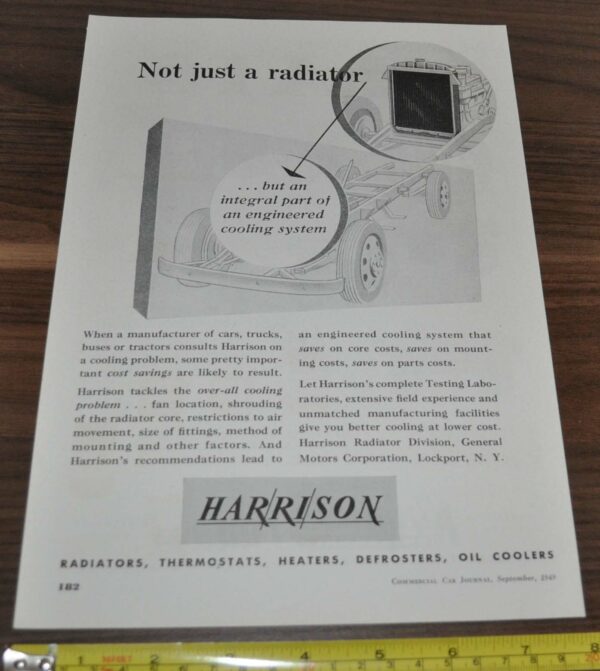 Not just a radiator
. . . but an
integral part of
an engineered
cooling system
When a manufacturer of cars, trucks,
buses or tractors consults Harrison on
a cooling problem, some pretty impor-
tant cost savings are likely to result.
Harrison tackles the over-all cooling
problem . . . fan location, shrouding
of the radiator core, restrictions to air
movement, size of fittings, method of
mounting and other factors. And
Harrison's recommendations lead to
an engineered cooling system that
saves on core costs, saves on mount-
ing costs, saves on parts costs.
Let Harrison's complete Testing Labo-
ratories, extensive field experience and
unmatched manufacturing facilities
give you better cooling at lower cost.
Harrison Radiator Division, General
Motors Corporation, Lockport, N. Y.
HARRISON
RADIATORS, THERMOSTATS, HEATERS, DEFROSTERS, OIL COOLERS
182
Commercial Car Journal, September,
1 2 3 4 5 6 7 8